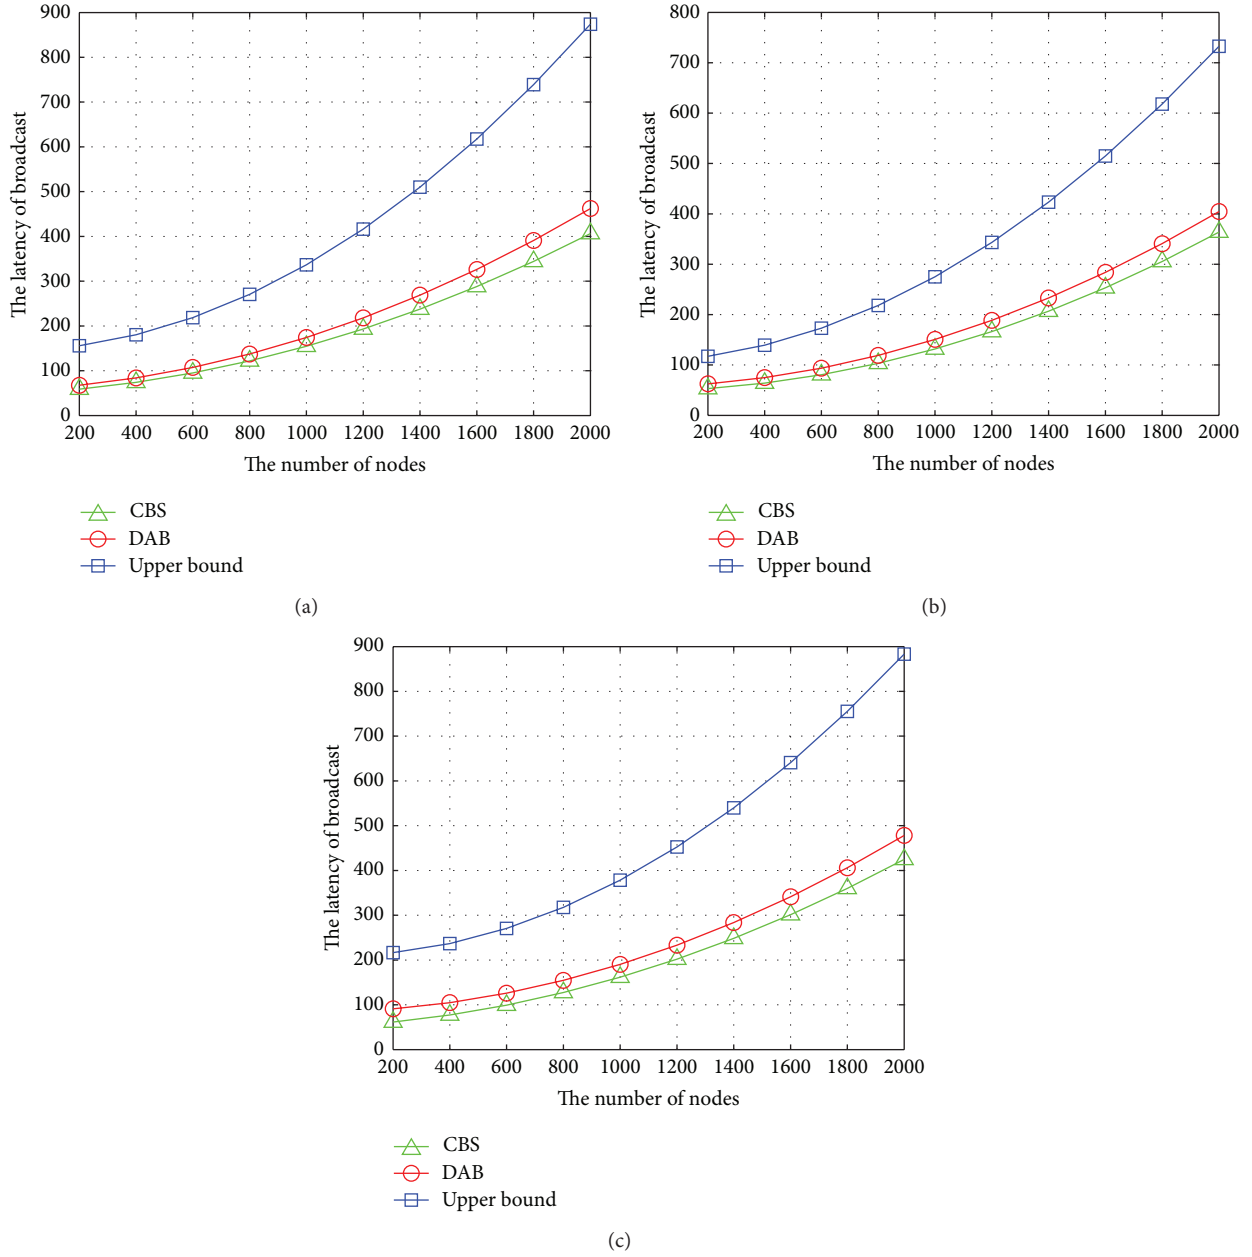 900
800
700
600
500
400
300
200
100
0
The latency of broadcast
200 400 600 800 1000 1200 1400 1600 1800 2000
The number of nodes
CBS
DAB
Upper bound
(a)
800
700
600
500
400
300
200
100
0
The latency of broadcast
200 400 600 800 1000 1200 1400 1600 1800 2000
The number of nodes
CBS
DAB
Upper bound
(b)
900
800
700
600
500
400
300
200
100
0
The latency of broadcast
200 400 600 800 1000 1200 1400 1600 1800 2000
The number of nodes
CBS
DAB
Upper bound
(c)